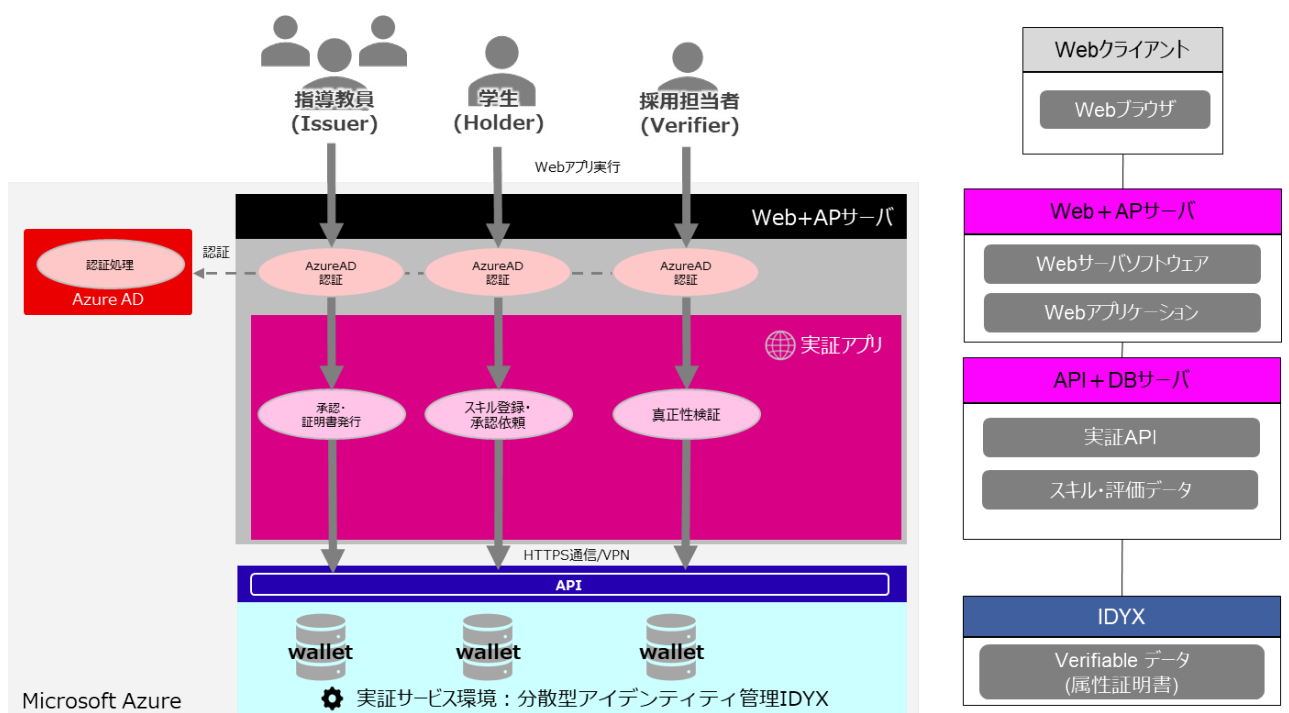 指導教員
(Issuer)
学生
(Holder)
採用担当者
(Verifier)
Webアプリ実行
Web+APサーバ
認証処理
Azure AD
認証
AzureAD
認証
AzureAD
認証
AzureAD
認証
実証アプリ
承認・
証明書発行
スキル登録・
承認依頼
真正性検証
HTTPS通信/VPN
API
wallet
wallet
wallet
実証サービス環境：分散型アイデンティティ管理IDYX
Microsoft Azure
Webクライアント
Webブラウザ
Web+APサーバ
Webサーバソフトウェア
Webアプリケーション
API+DBサーバ
実証API
スキル・評価データ
IDYX
Verifiable データ
(属性証明書)